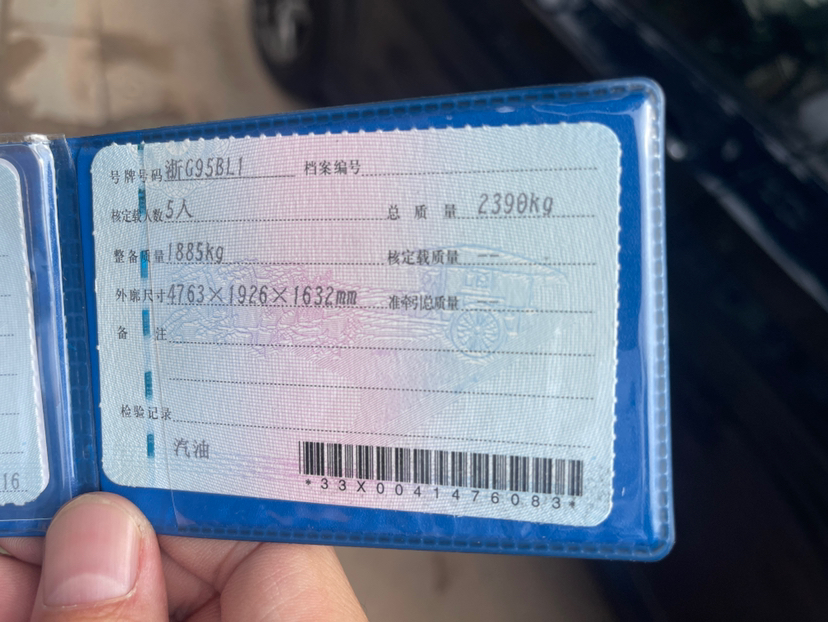 号牌号码 浙G95BL1 档案编号
核定载人数 5人 总质量 2390kg
整备质量 1885kg 核定载质量 --
外廓尺寸 4763×1926×1632mm 准牵引总质量 --
备注
检验记录
汽油
*33X0041476083*
16